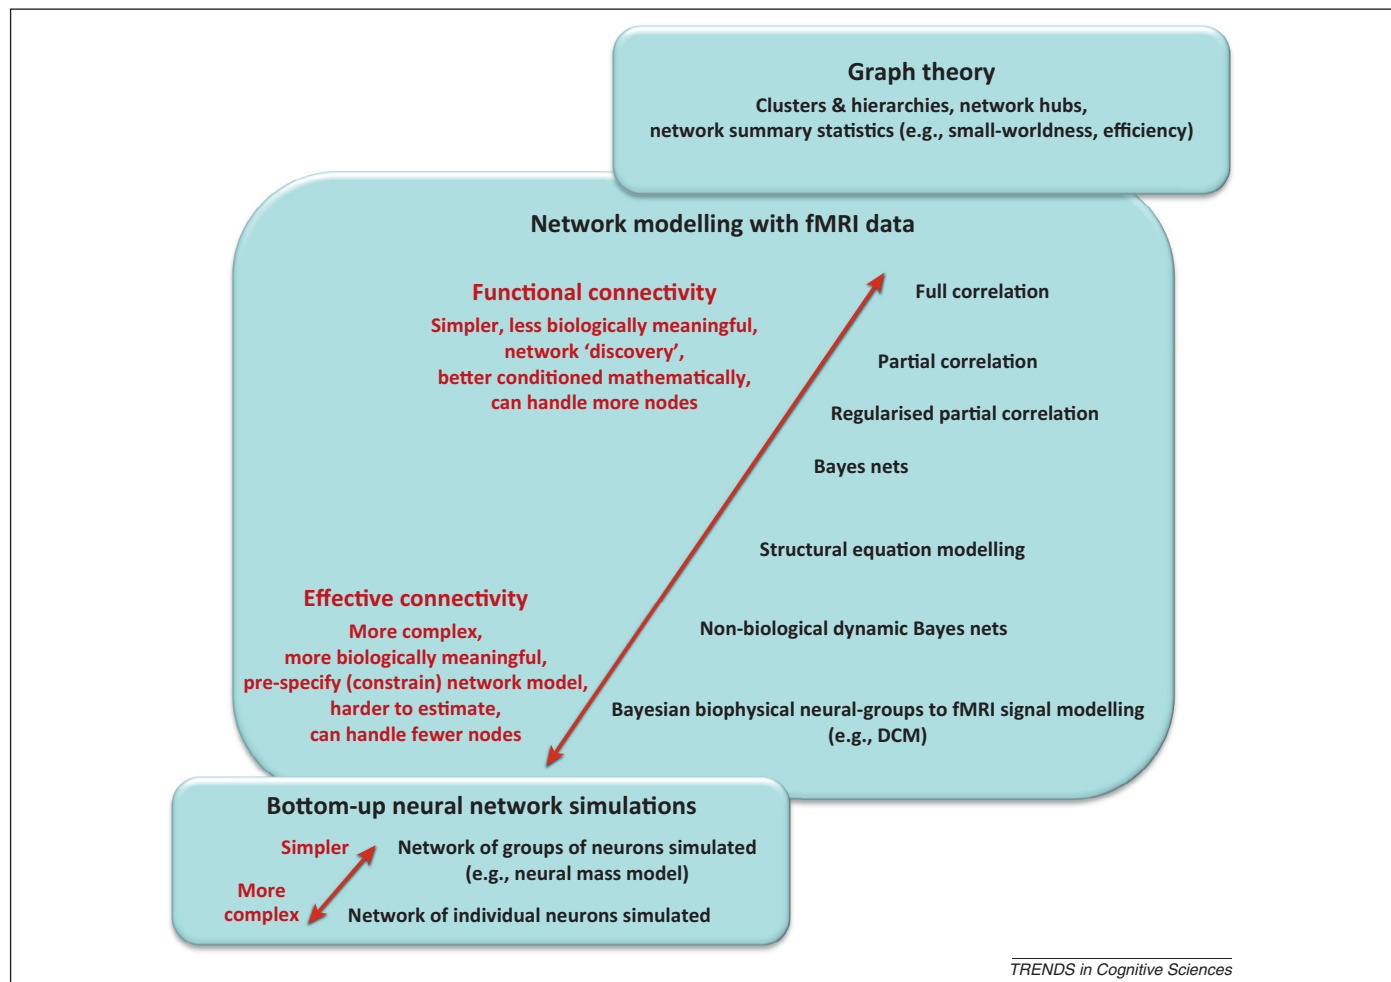 Graph theory
Clusters & hierarchies, network hubs,
network summary statistics (e.g., small-worldness, efficiency)
Network modelling with fMRI data
Functional connectivity
Simpler, less biologically meaningful,
network ‘discovery’,
better conditioned mathematically,
can handle more nodes
Full correlation
Partial correlation
Regularised partial correlation
Bayes nets
Structural equation modelling
Non-biological dynamic Bayes nets
Bayesian biophysical neural-groups to fMRI signal modelling
(e.g., DCM)
Effective connectivity
More complex,
more biologically meaningful,
pre-specify (constrain) network model,
harder to estimate,
can handle fewer nodes
Bottom-up neural network simulations
Simpler
Network of groups of neurons simulated
(e.g., neural mass model)
More
complex
Network of individual neurons simulated
TRENDS in Cognitive Sciences